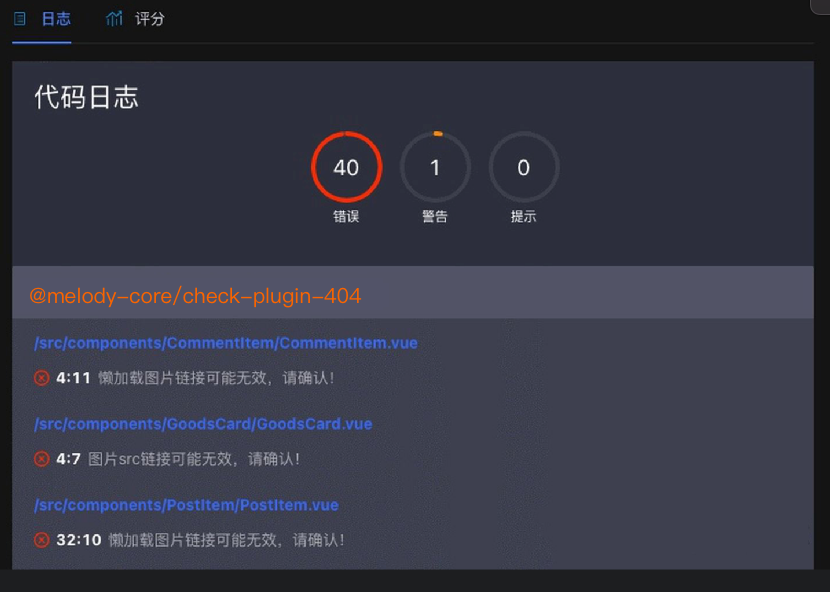 日志 评分
代码日志
40 1 0
错误 警告 提示
@melody-core/check-plugin-404
/src/components/CommentItem/CommentItem.vue
4:11 懒加载图片链接可能无效，请确认！
/src/components/GoodsCard/GoodsCard.vue
4:7 图片src链接可能无效，请确认！
/src/components/PostItem/PostItem.vue
32:10 懒加载图片链接可能无效，请确认！